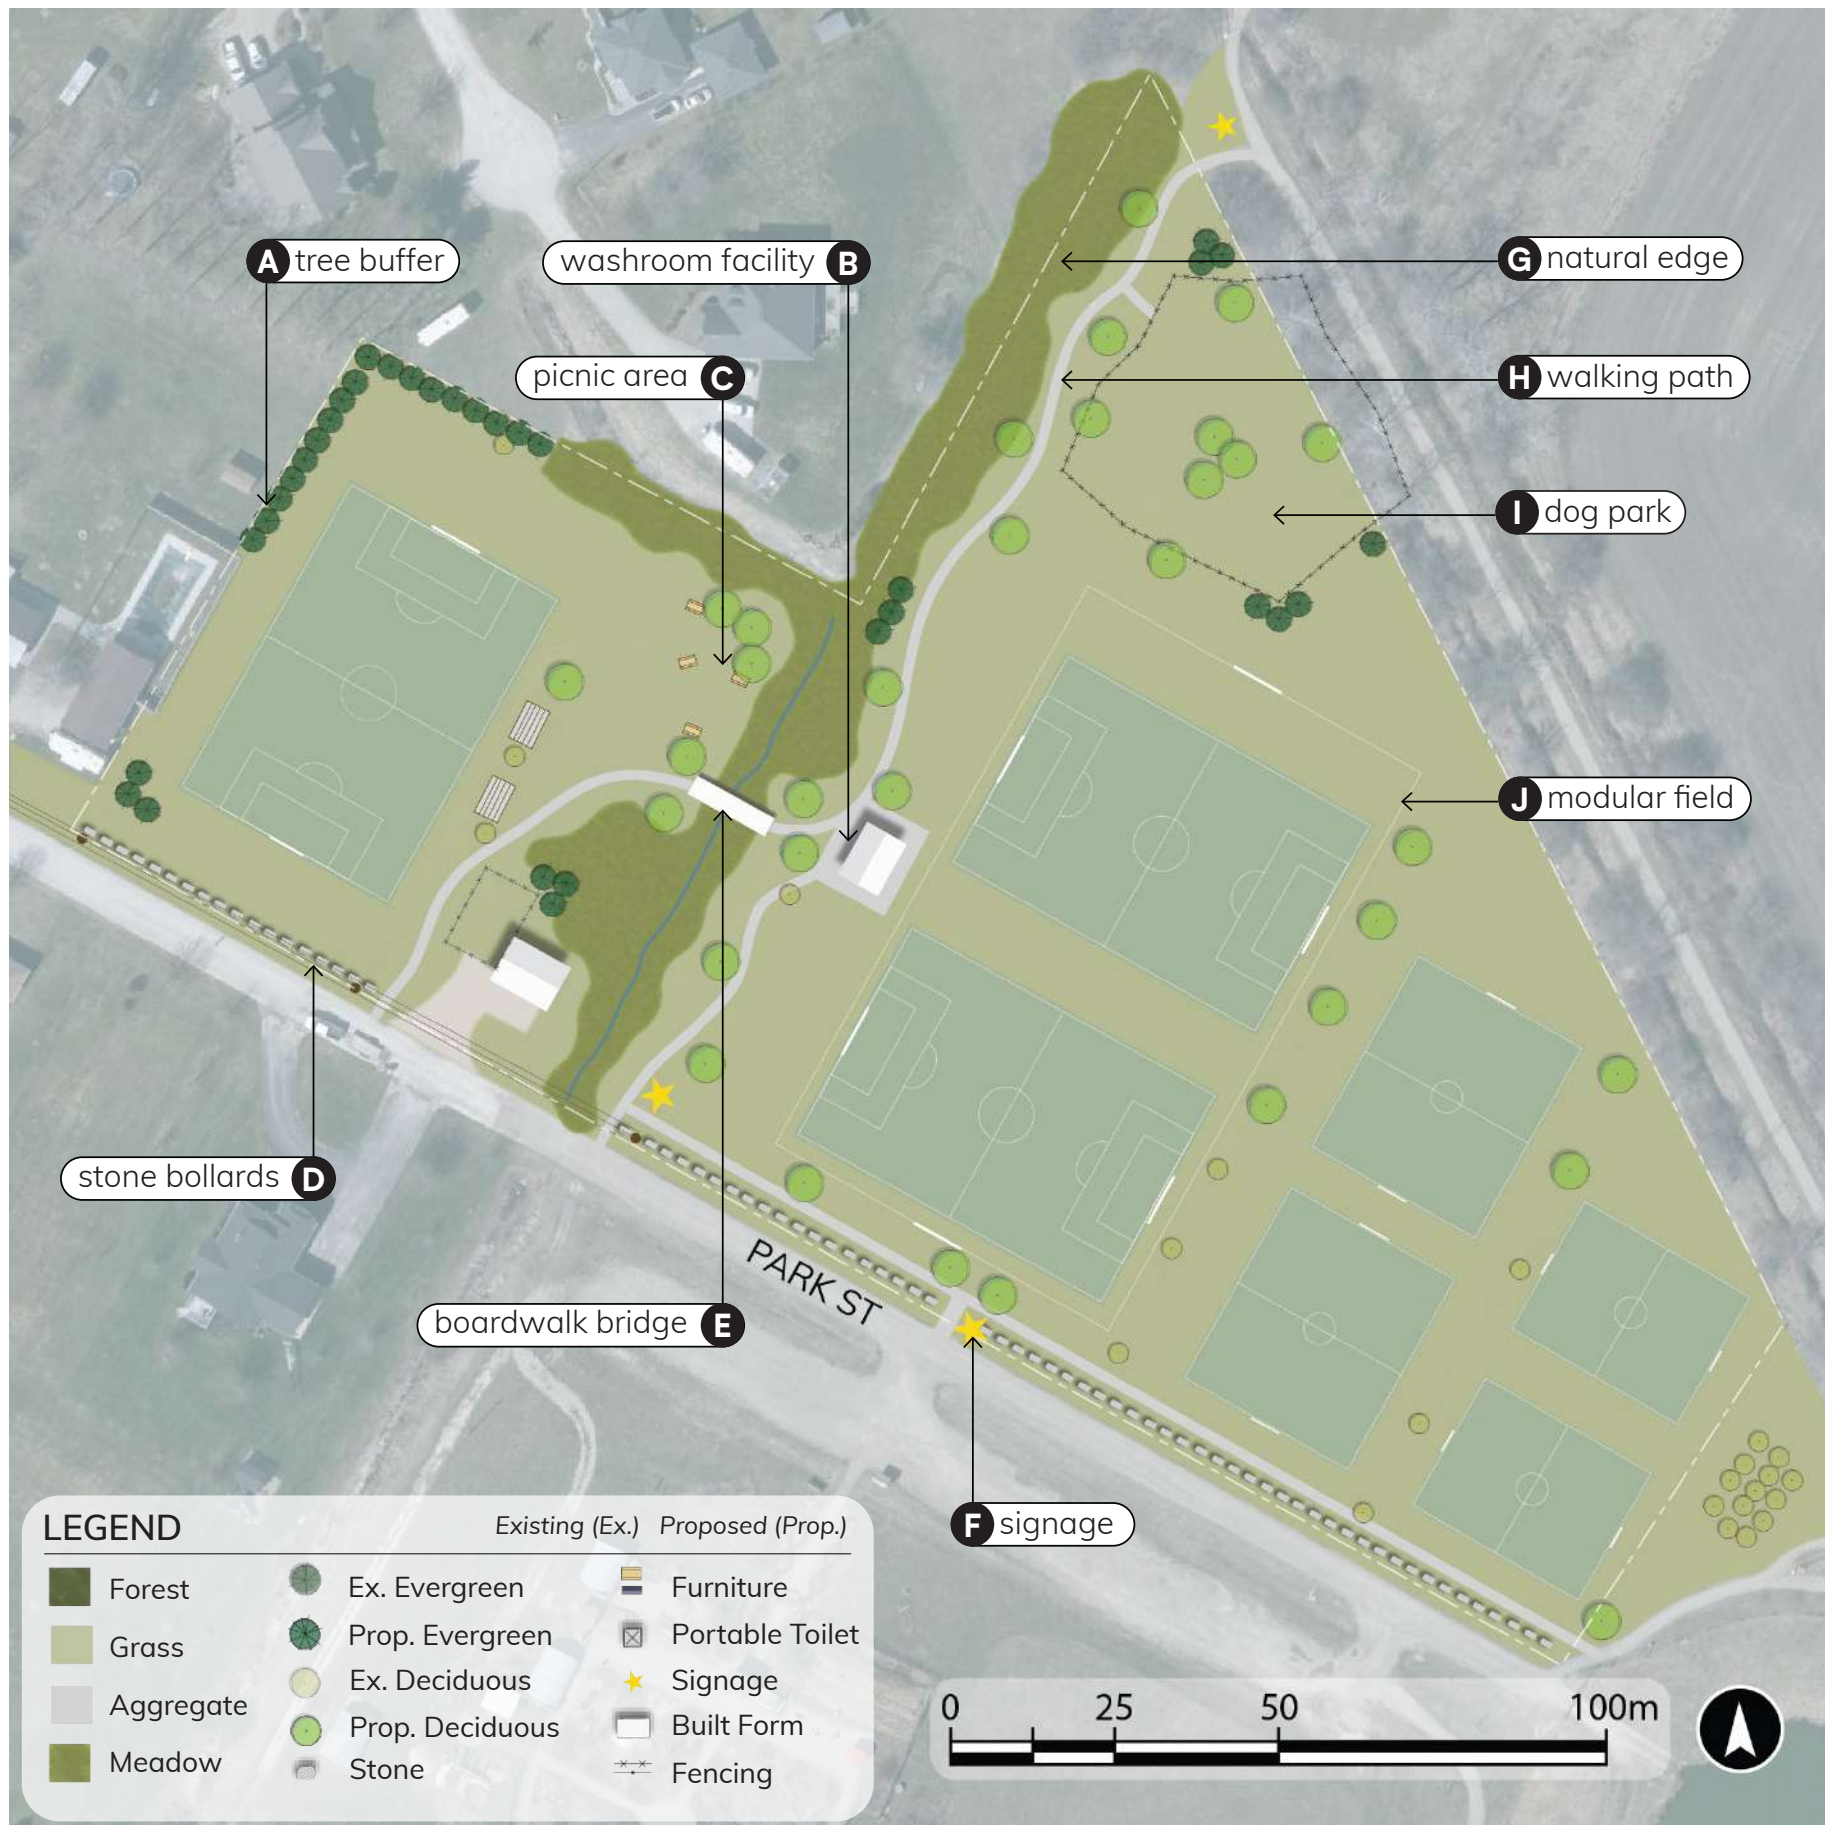 A tree buffer
washroom facility B
G natural edge
picnic area C
H walking path
I dog park
J modular field
stone bollards D
PARK ST
boardwalk bridge E
F signage
LEGEND
Existing (Ex.) Proposed (Prop.)
Forest
Grass
Aggregate
Meadow
Ex. Evergreen
Prop. Evergreen
Ex. Deciduous
Prop. Deciduous
Stone
Furniture
Portable Toilet
Signage
Built Form
Fencing
0 25 50 100m